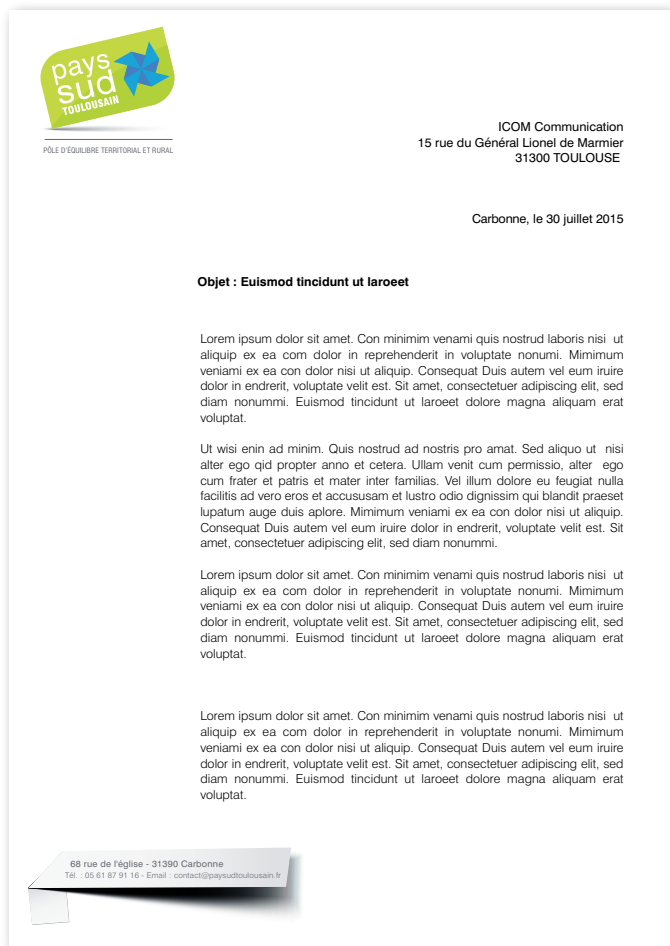 pays
sud
TOULOUSAIN
PÔLE D'ÉQUILIBRE TERRITORIAL ET RURAL
ICOM Communication
15 rue du Général Lionel de Marmier
31300 TOULOUSE
Carbonne, le 30 juillet 2015
Objet : Euismod tincidunt ut laroeet
Lorem ipsum dolor sit amet. Con minimim venami quis nostrud laboris nisi ut
aliquip ex ea com dolor in reprehenderit in voluptate nonumi. Mimimum
veniami ex ea con dolor nisi ut aliquip. Consequat Duis autem vel eum iruire
dolor in endrerit, voluptate velit est. Sit amet, consectetuer adipiscing elit, sed
diam nonummi. Euismod tincidunt ut laroeet dolore magna aliquam erat
voluptat.
Ut wisi enin ad minim. Quis nostrud ad nostris pro amat. Sed aliquo ut nisi
alter ego qid propter anno et cetera. Ullam venit cum permissio, alter ego
cum frater et patris et mater inter familias. Vel illum dolore eu feugiat nulla
facilitis ad vero eros et accususam et lustro odio dignissim qui blandit praeset
lupatum auge duis aplore. Mimimum veniami ex ea con dolor nisi ut aliquip.
Consequat Duis autem vel eum iruire dolor in endrerit, voluptate velit est. Sit
amet, consectetuer adipiscing elit, sed diam nonummi.
Lorem ipsum dolor sit amet. Con minimim venami quis nostrud laboris nisi ut
aliquip ex ea com dolor in reprehenderit in voluptate nonumi. Mimimum
veniami ex ea con dolor nisi ut aliquip. Consequat Duis autem vel eum iruire
dolor in endrerit, voluptate velit est. Sit amet, consectetuer adipiscing elit, sed
diam nonummi. Euismod tincidunt ut laroeet dolore magna aliquam erat
voluptat.
Lorem ipsum dolor sit amet. Con minimim venami quis nostrud laboris nisi ut
aliquip ex ea com dolor in reprehenderit in voluptate nonumi. Mimimum
veniami ex ea con dolor nisi ut aliquip. Consequat Duis autem vel eum iruire
dolor in endrerit, voluptate velit est. Sit amet, consectetuer adipiscing elit, sed
diam nonummi. Euismod tincidunt ut laroeet dolore magna aliquam erat
voluptat.
68 rue de l'église - 31390 Carbonne
Tél. : 05 61 87 91 16 - Email : contact@paysudtoulousain.fr